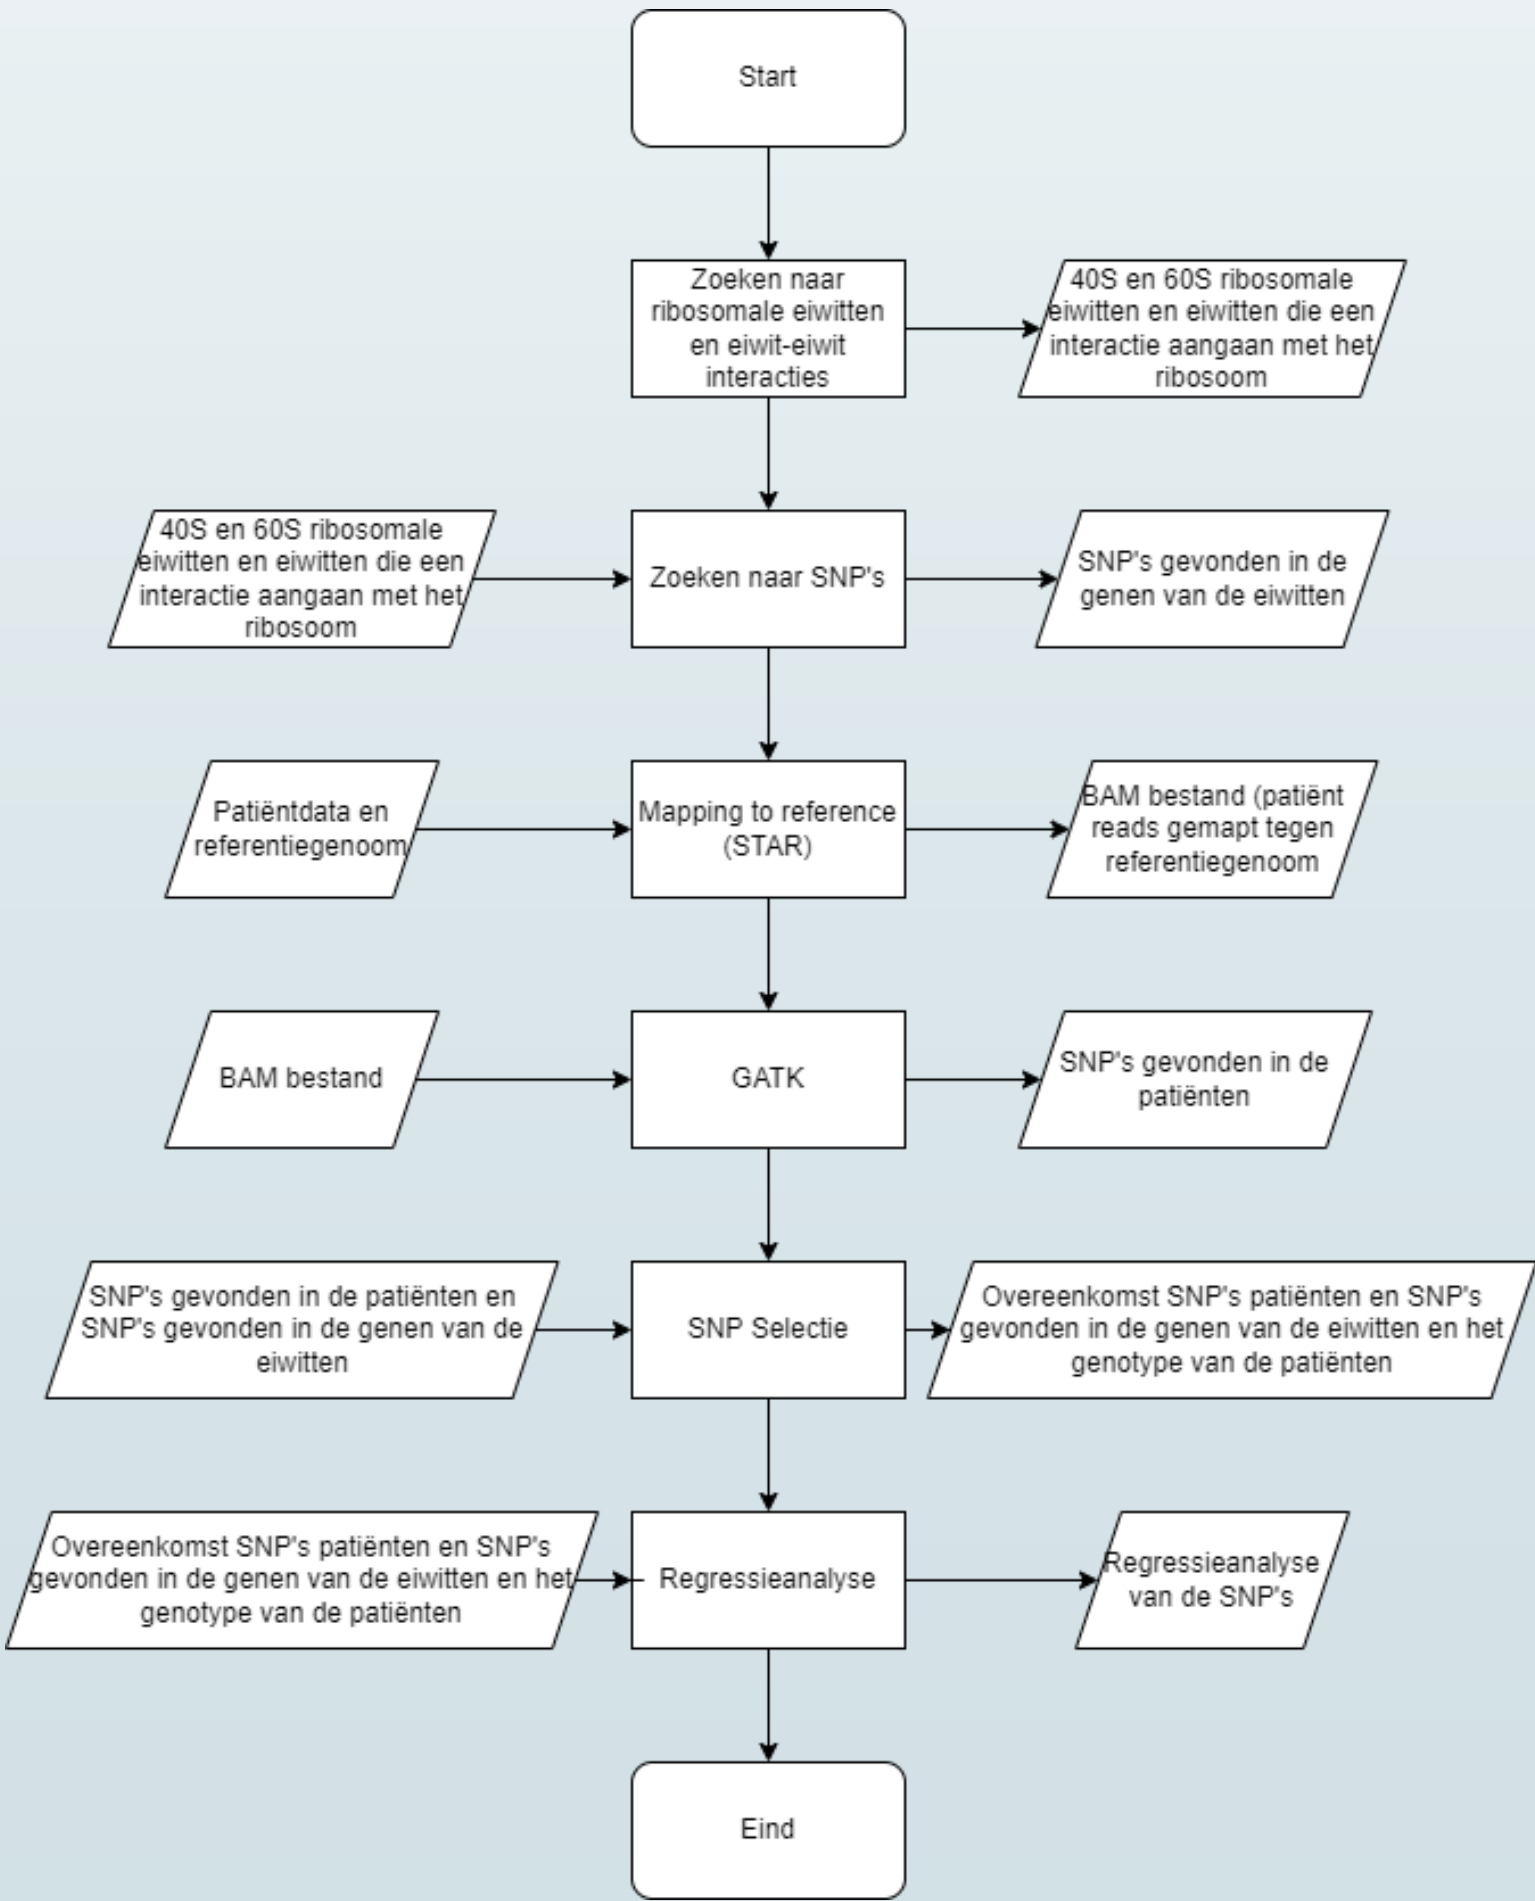 Start
Zoeken naar
ribosomale eiwitten
en eiwit-eiwit
interacties
40S en 60S ribosomale
eiwitten en eiwitten die een
interactie aangaan met het
ribosoom
40S en 60S ribosomale
eiwitten en eiwitten die een
interactie aangaan met het
ribosoom
Zoeken naar SNP's
SNP's gevonden in de
genen van de eiwitten
Patiëntdata en
referentiegenoom
Mapping to reference
(STAR)
BAM bestand (patiënt
reads gemapt tegen
referentiegenoom
BAM bestand
GATK
SNP's gevonden in de
patiënten
SNP's gevonden in de patiënten en
SNP's gevonden in de genen van de
eiwitten
SNP Selectie
Overeenkomst SNP's patiënten en SNP's
gevonden in de genen van de eiwitten en het
genotype van de patiënten
Overeenkomst SNP's patiënten en SNP's
gevonden in de genen van de eiwitten en het
genotype van de patiënten
Regressieanalyse
Regressieanalyse
van de SNP's
Eind